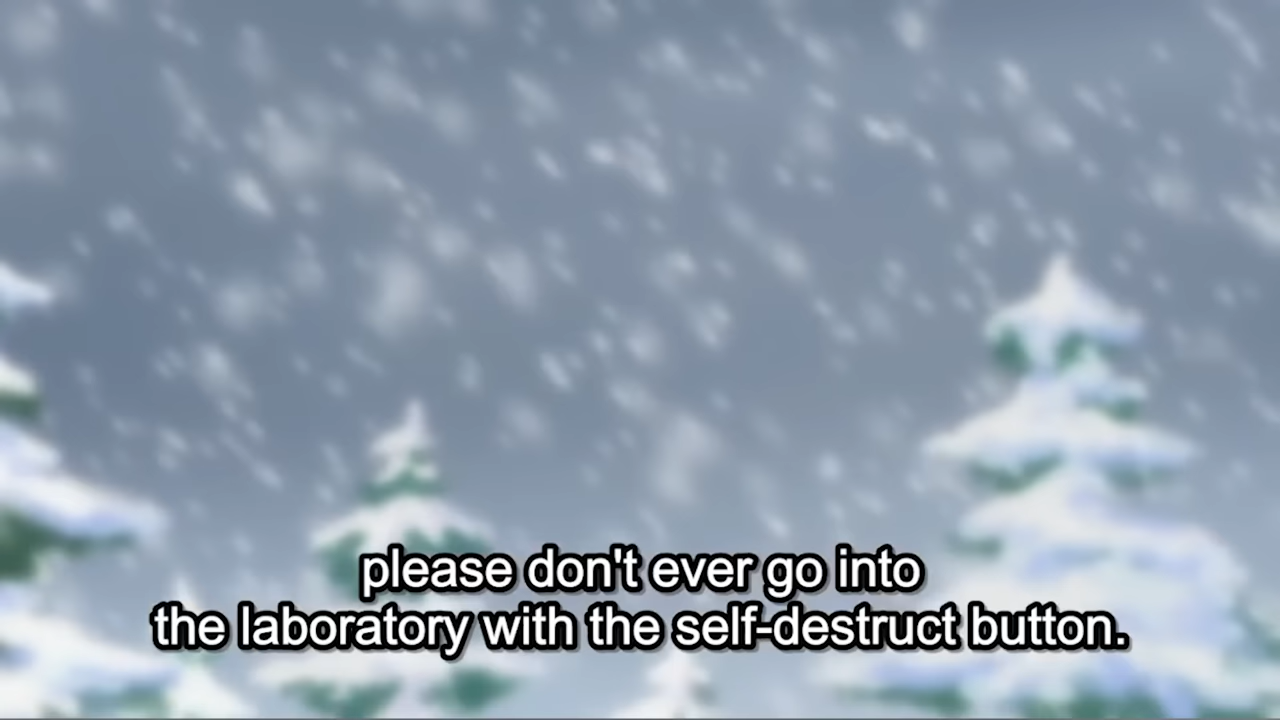 please don't ever go into
the laboratory with the self-destruct button.